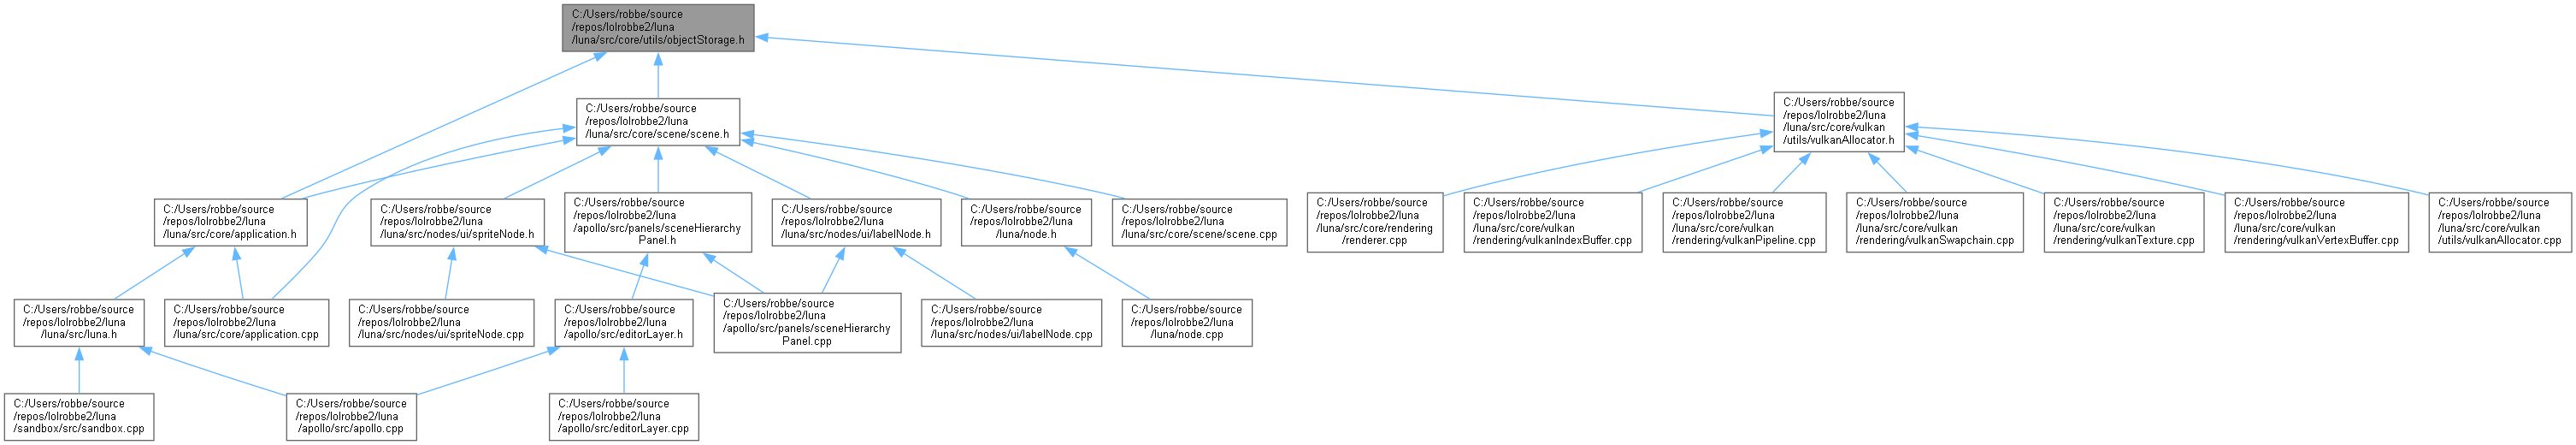 C:/Users/robbe/source
/repos/lolrobbe2/luna
/luna/src/core/utils/objectStorage.h
C:/Users/robbe/source
/repos/lolrobbe2/luna
/luna/src/core/scene/scene.h
C:/Users/robbe/source
/repos/lolrobbe2/luna
/luna/src/core/vulkan
/utils/vulkanAllocator.h
C:/Users/robbe/source
/repos/lolrobbe2/luna
/luna/src/core/application.h
C:/Users/robbe/source
/repos/lolrobbe2/luna
/luna/src/nodes/ui/spriteNode.h
C:/Users/robbe/source
/repos/lolrobbe2/luna
/apollo/src/panels/sceneHierarchy
Panel.h
C:/Users/robbe/source
/repos/lolrobbe2/luna
/luna/src/nodes/ui/labelNode.h
C:/Users/robbe/source
/repos/lolrobbe2/luna
/luna/node.h
C:/Users/robbe/source
/repos/lolrobbe2/luna
/luna/src/core/scene/scene.cpp
C:/Users/robbe/source
/repos/lolrobbe2/luna
/luna/src/core/rendering
/renderer.cpp
C:/Users/robbe/source
/repos/lolrobbe2/luna
/luna/src/core/vulkan
/rendering/vulkanIndexBuffer.cpp
C:/Users/robbe/source
/repos/lolrobbe2/luna
/luna/src/core/vulkan
/rendering/vulkanPipeline.cpp
C:/Users/robbe/source
/repos/lolrobbe2/luna
/luna/src/core/vulkan
/rendering/vulkanSwapchain.cpp
C:/Users/robbe/source
/repos/lolrobbe2/luna
/luna/src/core/vulkan
/rendering/vulkanTexture.cpp
C:/Users/robbe/source
/repos/lolrobbe2/luna
/luna/src/core/vulkan
/rendering/vulkanVertexBuffer.cpp
C:/Users/robbe/source
/repos/lolrobbe2/luna
/luna/src/core/vulkan
/utils/vulkanAllocator.cpp
C:/Users/robbe/source
/repos/lolrobbe2/luna
/luna/src/luna.h
C:/Users/robbe/source
/repos/lolrobbe2/luna
/luna/src/core/application.cpp
C:/Users/robbe/source
/repos/lolrobbe2/luna
/luna/src/nodes/ui/spriteNode.cpp
C:/Users/robbe/source
/repos/lolrobbe2/luna
/apollo/src/editorLayer.h
C:/Users/robbe/source
/repos/lolrobbe2/luna
/apollo/src/panels/sceneHierarchy
Panel.cpp
C:/Users/robbe/source
/repos/lolrobbe2/luna
/luna/src/nodes/ui/labelNode.cpp
C:/Users/robbe/source
/repos/lolrobbe2/luna
/luna/node.cpp
C:/Users/robbe/source
/repos/lolrobbe2/luna
/sandbox/src/sandbox.cpp
C:/Users/robbe/source
/repos/lolrobbe2/luna
/apollo/src/apollo.cpp
C:/Users/robbe/source
/repos/lolrobbe2/luna
/apollo/src/editorLayer.cpp